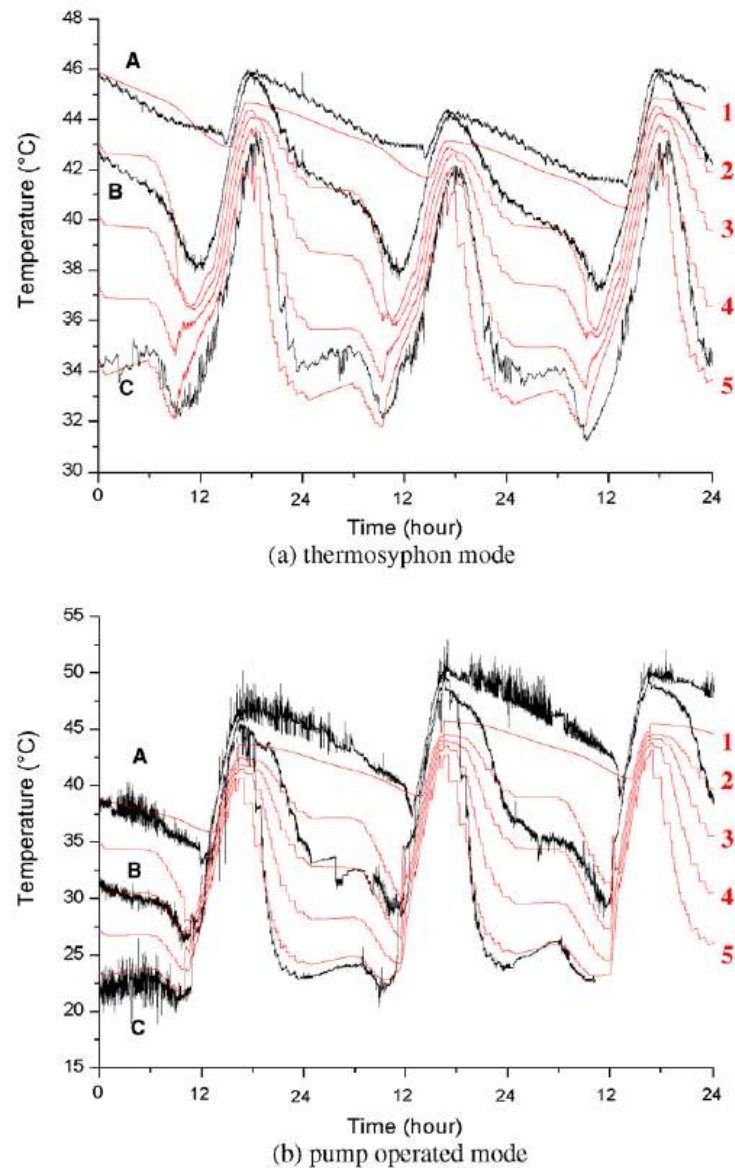 48
46
44
42
40
38
36
34
32
30
Temperature (°C)
A
B
C
1
2
3
4
5
0 12 24 12 24 12 24
Time (hour)
(a) thermosyphon mode
55
50
45
40
35
30
25
22
15
Temperature (°C)
A
B
C
1
2
3
4
5
0 12 24 12 24 12 24
Time (hour)
(b) pump operated mode